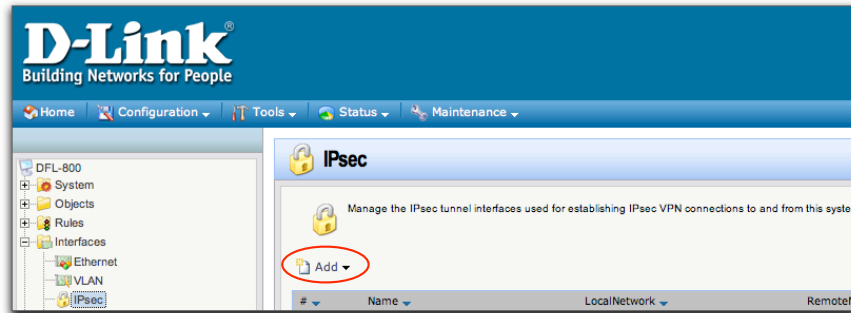 D-Link®
Building Networks for People
Home Configuration Tools Status Maintenance
DFL-800
System
Objects
Rules
Interfaces
Ethernet
VLAN
IPsec
IPsec
Manage the IPsec tunnel interfaces used for establishing IPsec VPN connections to and from this syste
Add
# Name LocalNetwork Remote